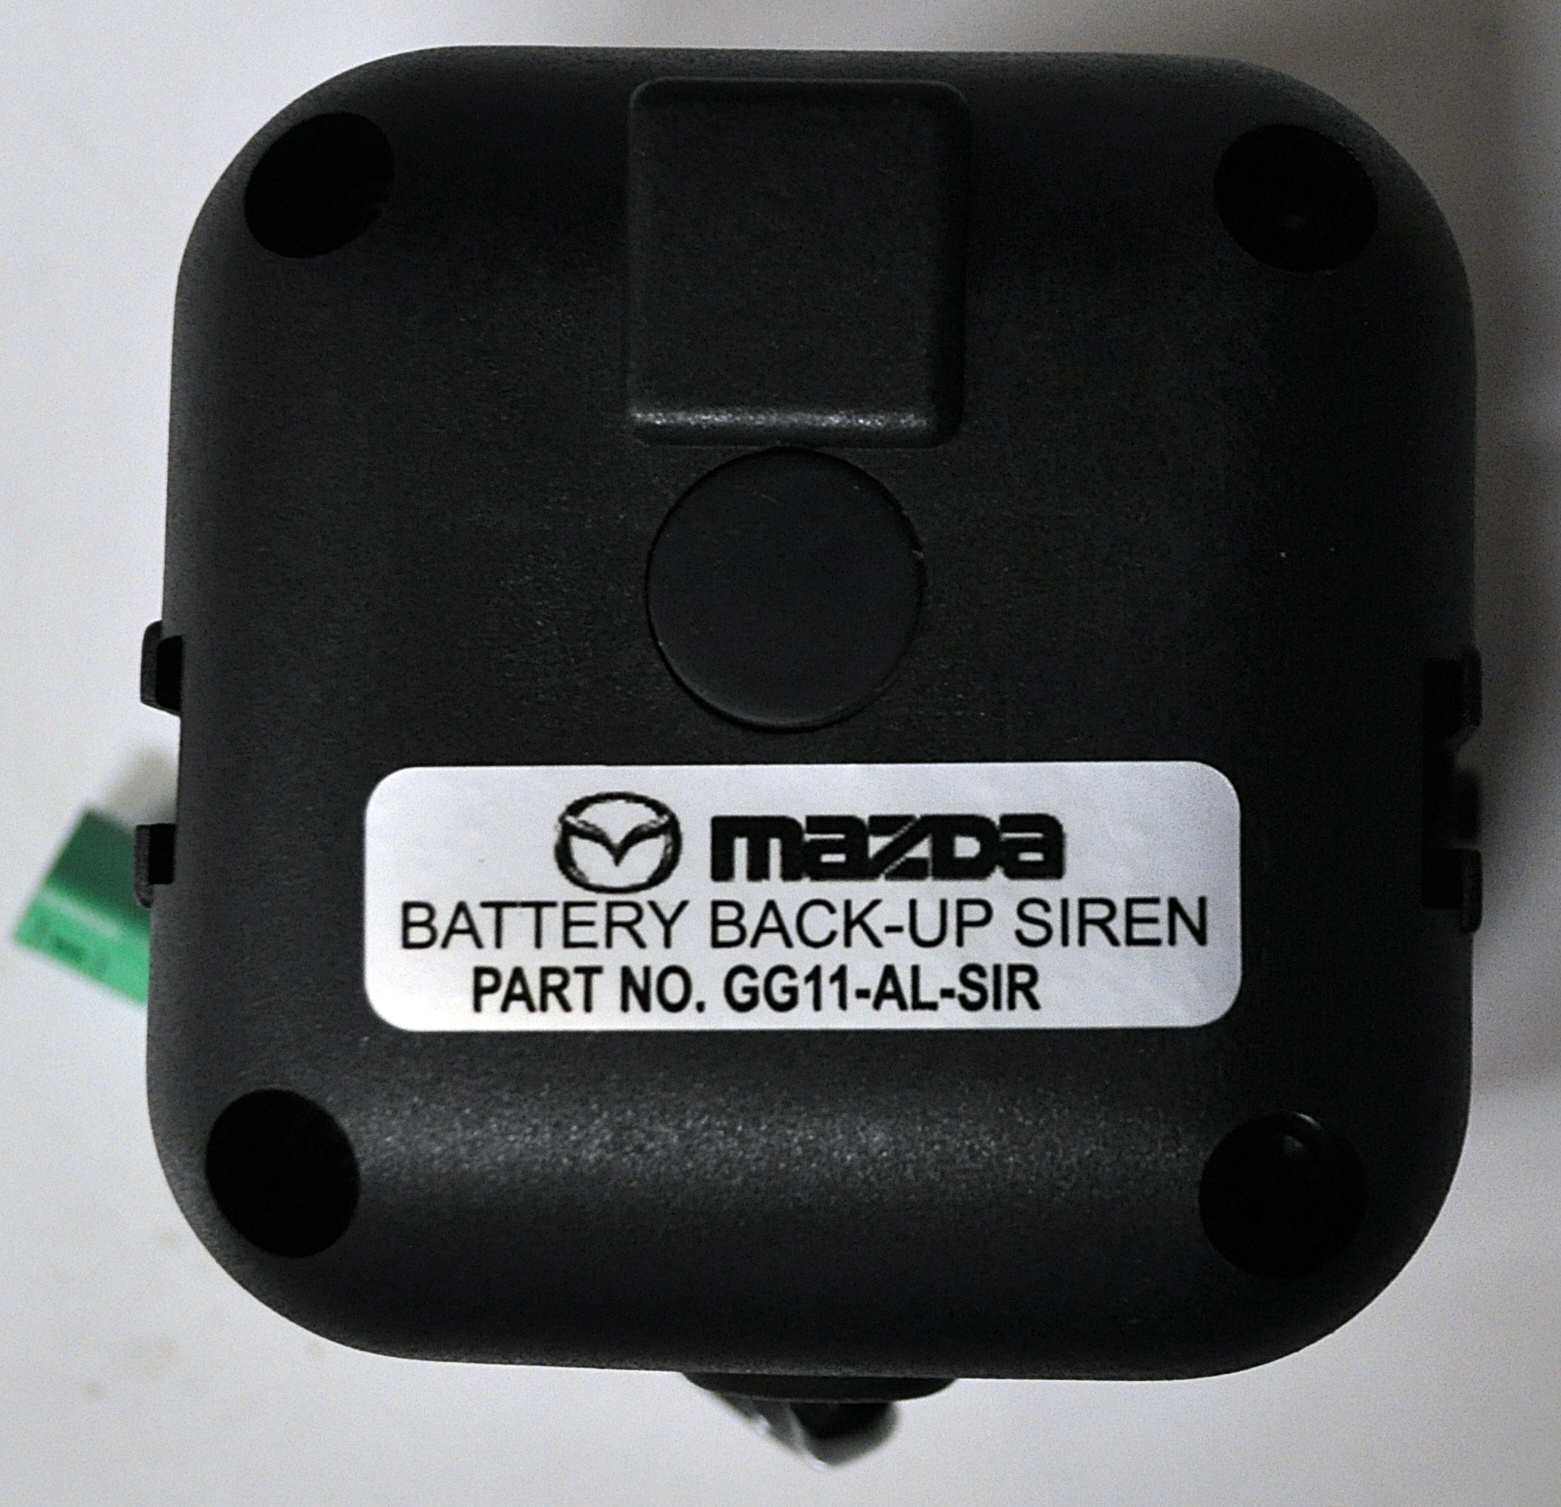 mazda
BATTERY BACK-UP SIREN
PART NO. GG11-AL-SIR